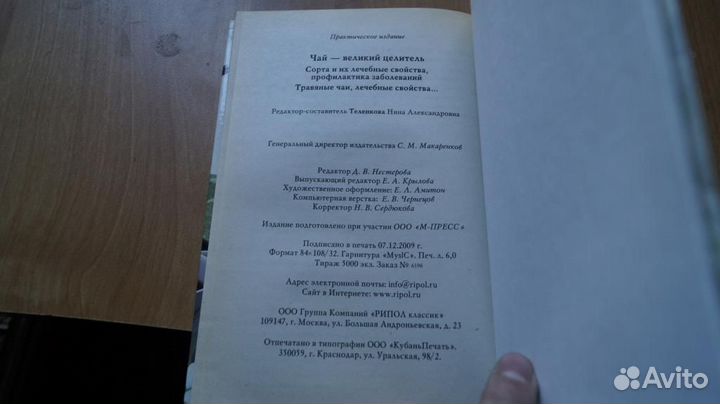 Практическое издание
Чай — великий целитель
Сорта и их лечебные свойства,
профилактика заболеваний
Травяные чаи, лечебные свойства...
Редактор-составитель Теленкова Нина Александровна
Генеральный директор издательства С. М. Макаренков
Редактор Д. В. Нестерова
Выпускающий редактор Е. А. Крылова
Художественное оформление: Е. Л. Амитон
Компьютерная верстка: Е. В. Чернецов
Корректор Н. В. Сердюкова
Издание подготовлено при участии ООО «М-ПРЕСС»
Подписано в печать 07.12.2009 г.
Формат 84×108/32. Гарнитура «MyslC». Печ. л. 6,0
Тираж 5000 экз. Заказ №
Адрес электронной почты: info@ripol.ru
Сайт в Интернете: www.ripol.ru
ООО Группа Компаний «РИПОЛ классик»
109147, г. Москва, ул. Большая Андроньевская, д. 23
Отпечатано в типографии ООО «КубаньПечать».
350059, г. Краснодар, ул. Уральская, 98/2.
Avito